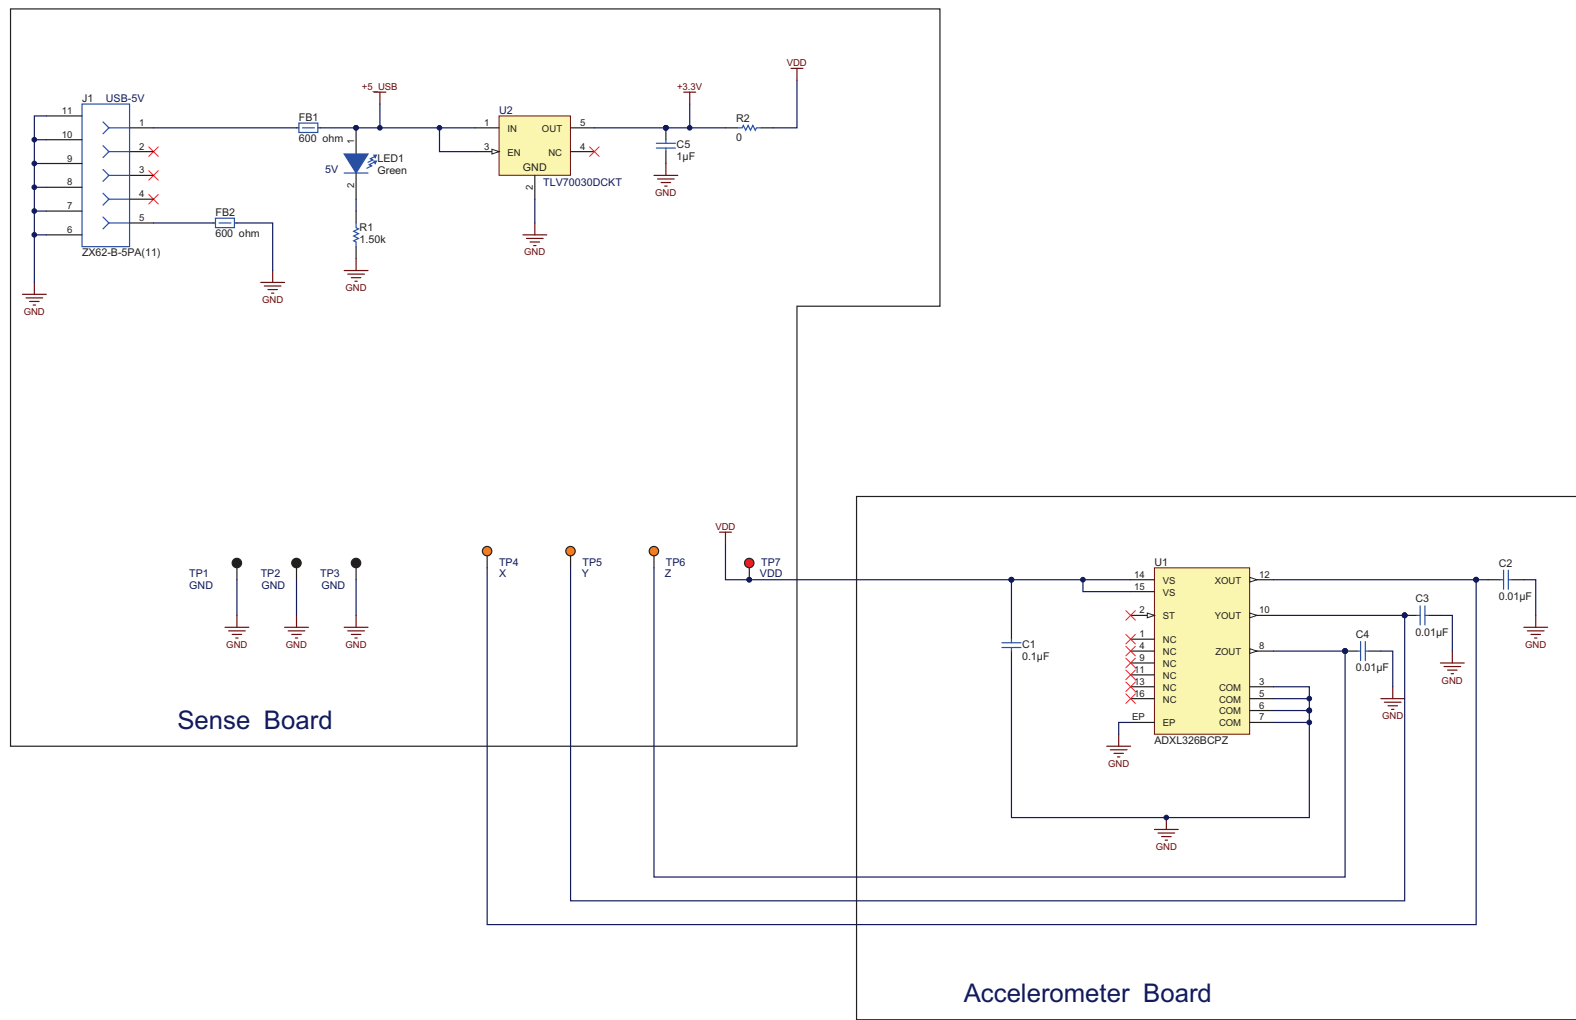 VDD
+5_USB
+3.3V
J1 USB-5V
11
10
9
8
7
6
1
2
3
4
5
ZX62-B-5PA(11)
GND
FB1
600 ohm
FB2
600 ohm
GND
1
LED1
5V
Green
2
R1
1.50k
GND
U2
1
IN
OUT
5
3
EN
NC
4
GND
TLV70030DCKT
2
GND
C5
1µF
GND
R2
0
TP1
GND
GND
TP2
GND
GND
TP3
GND
GND
TP4
X
TP5
Y
TP6
Z
VDD
TP7
VDD
Sense Board
C1
0.1µF
U1
14
VS
15
VS
2
ST
1
NC
4
NC
9
NC
11
NC
13
NC
16
NC
EP
EP
XOUT
12
YOUT
10
ZOUT
8
COM
3
COM
5
COM
6
COM
7
ADXL326BCPZ
GND
GND
C2
0.01µF
GND
C3
0.01µF
GND
C4
0.01µF
GND
Accelerometer Board